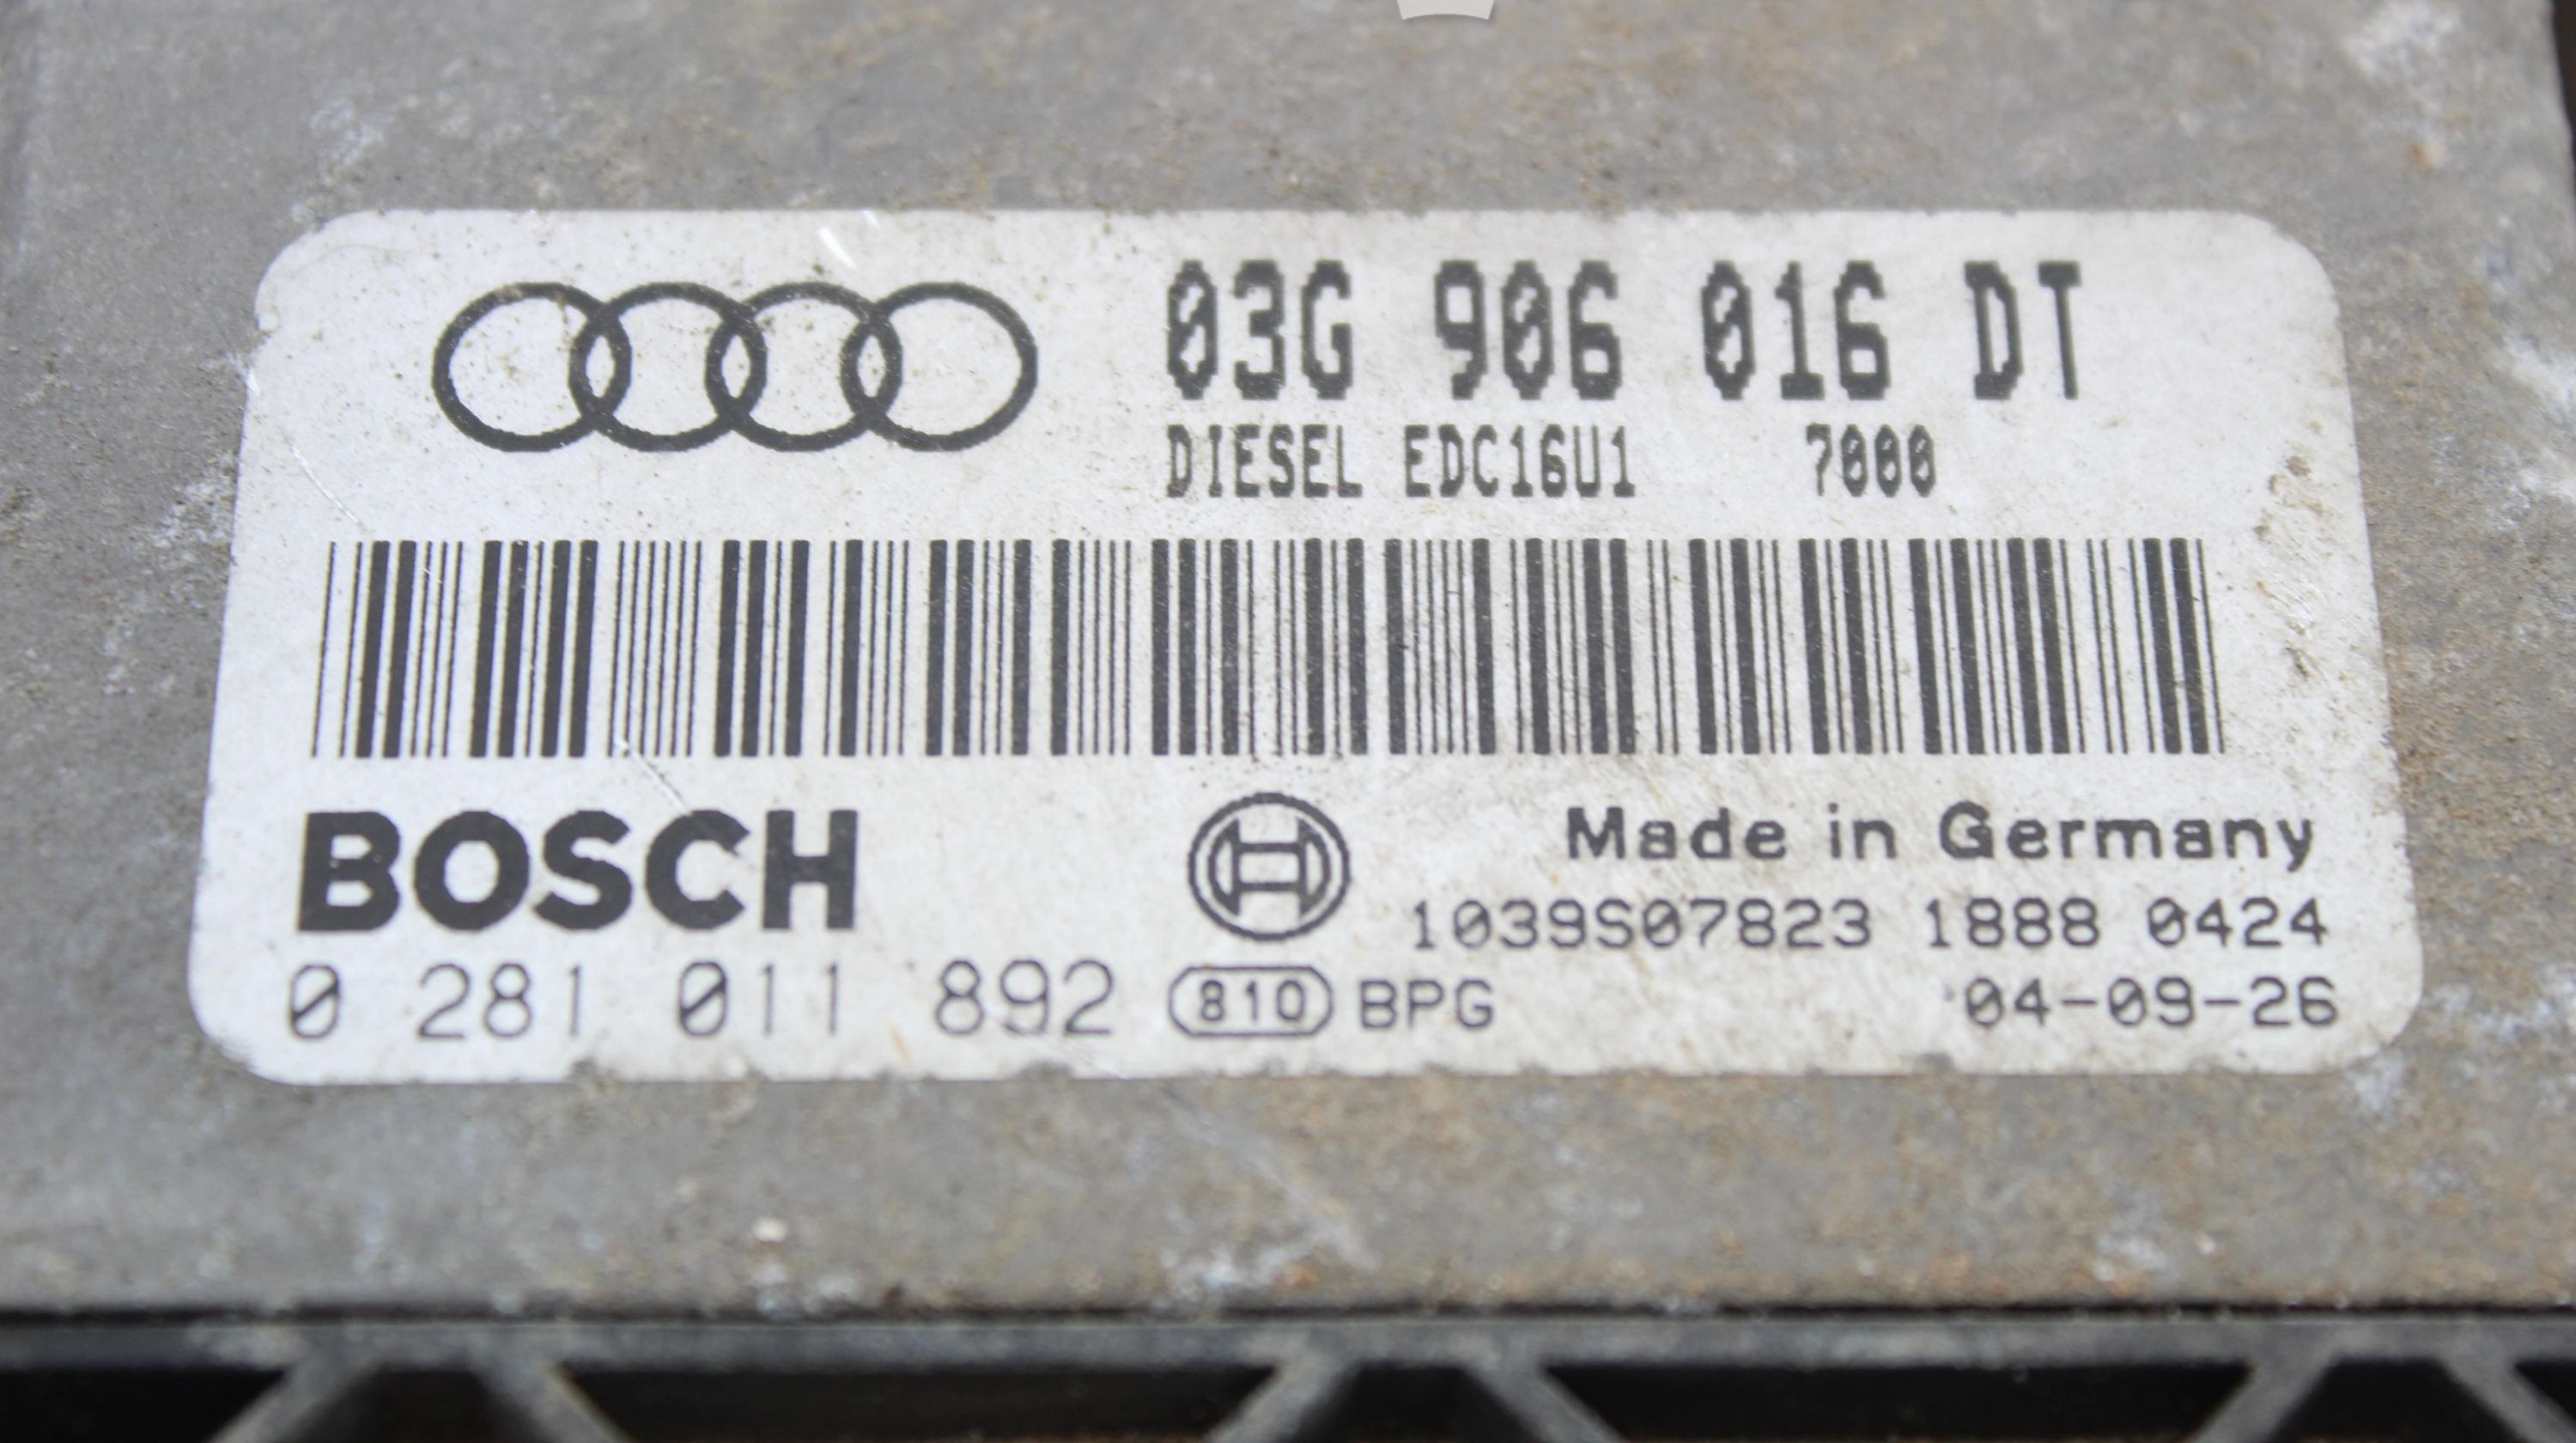 03G 906 016 DT
DIESEL EDC16U1 7000
BOSCH
Made in Germany
1039S07823 1888 0424
0 281 011 892 810 BPG 04-09-26